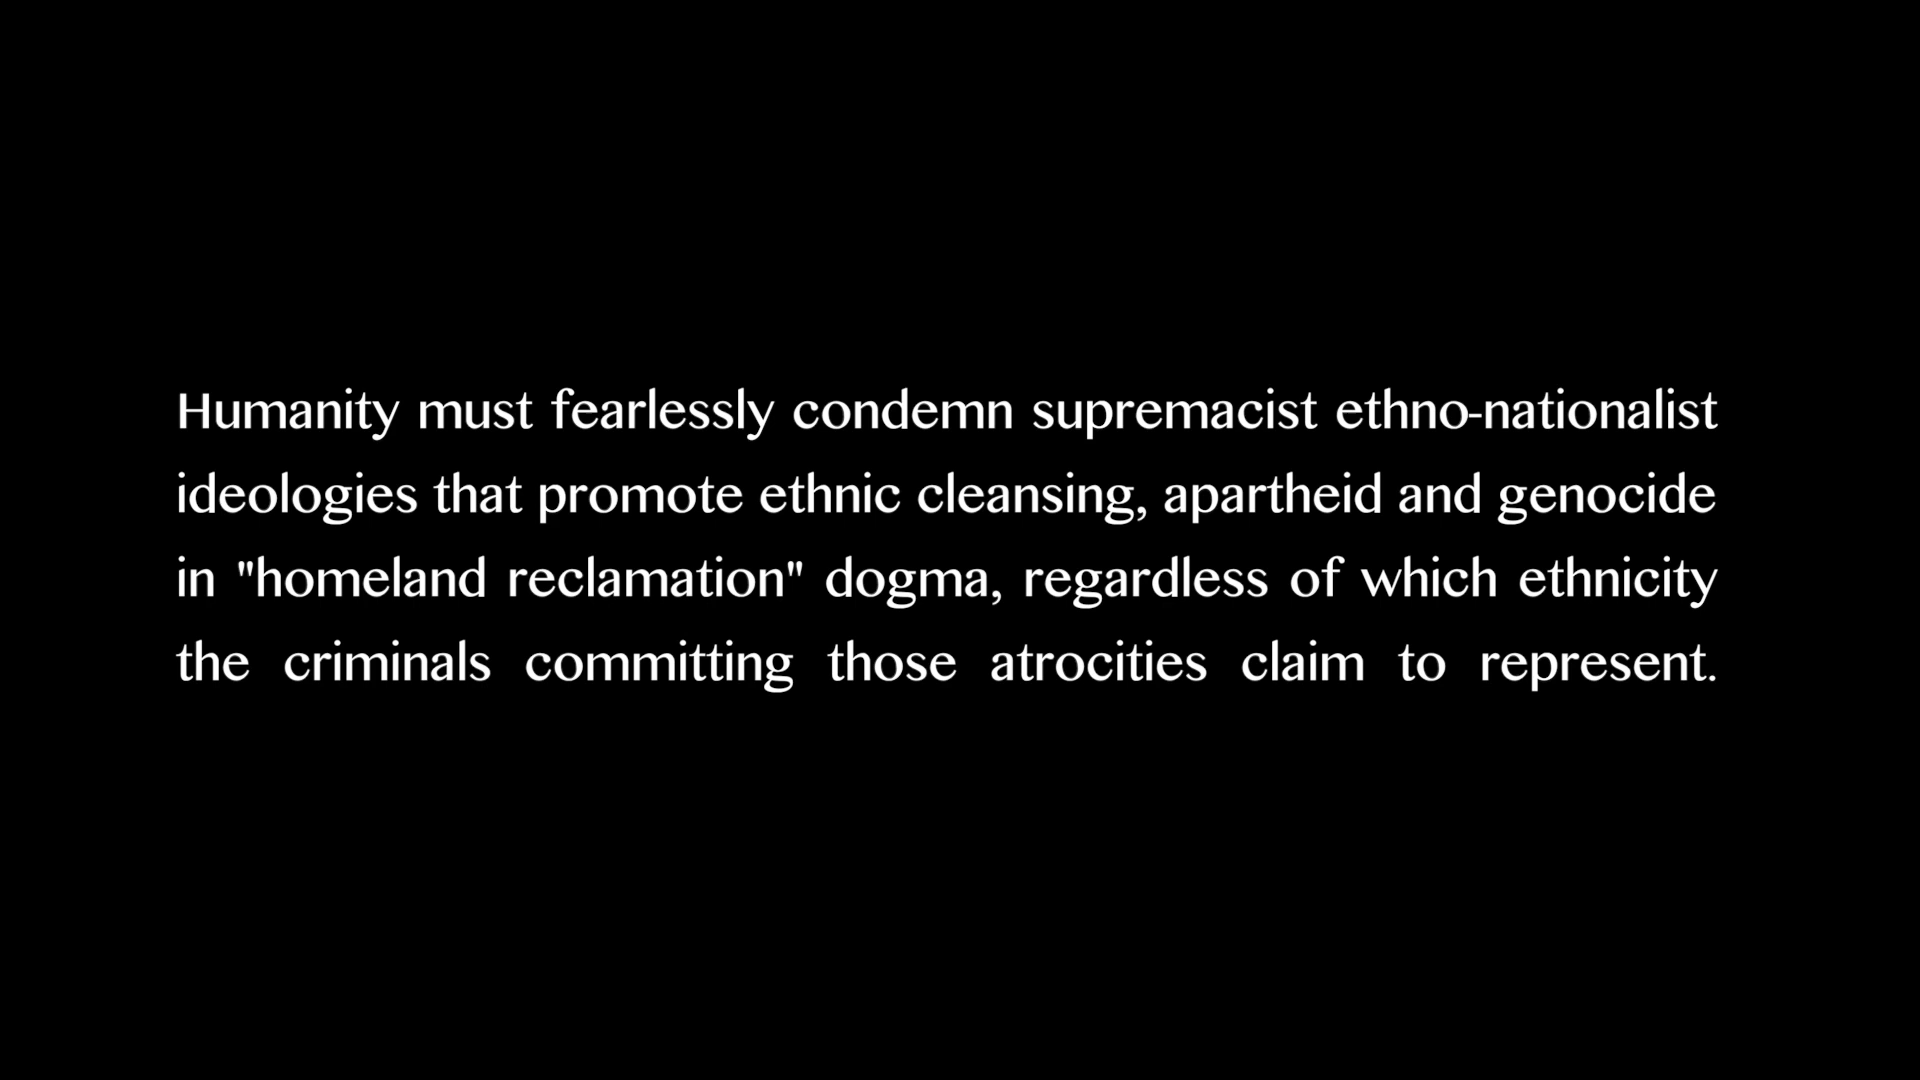 Humanity must fearlessly condemn supremacist ethno-nationalist
ideologies that promote ethnic cleansing, apartheid and genocide
in "homeland reclamation" dogma, regardless of which ethnicity
the criminals committing those atrocities claim to represent.